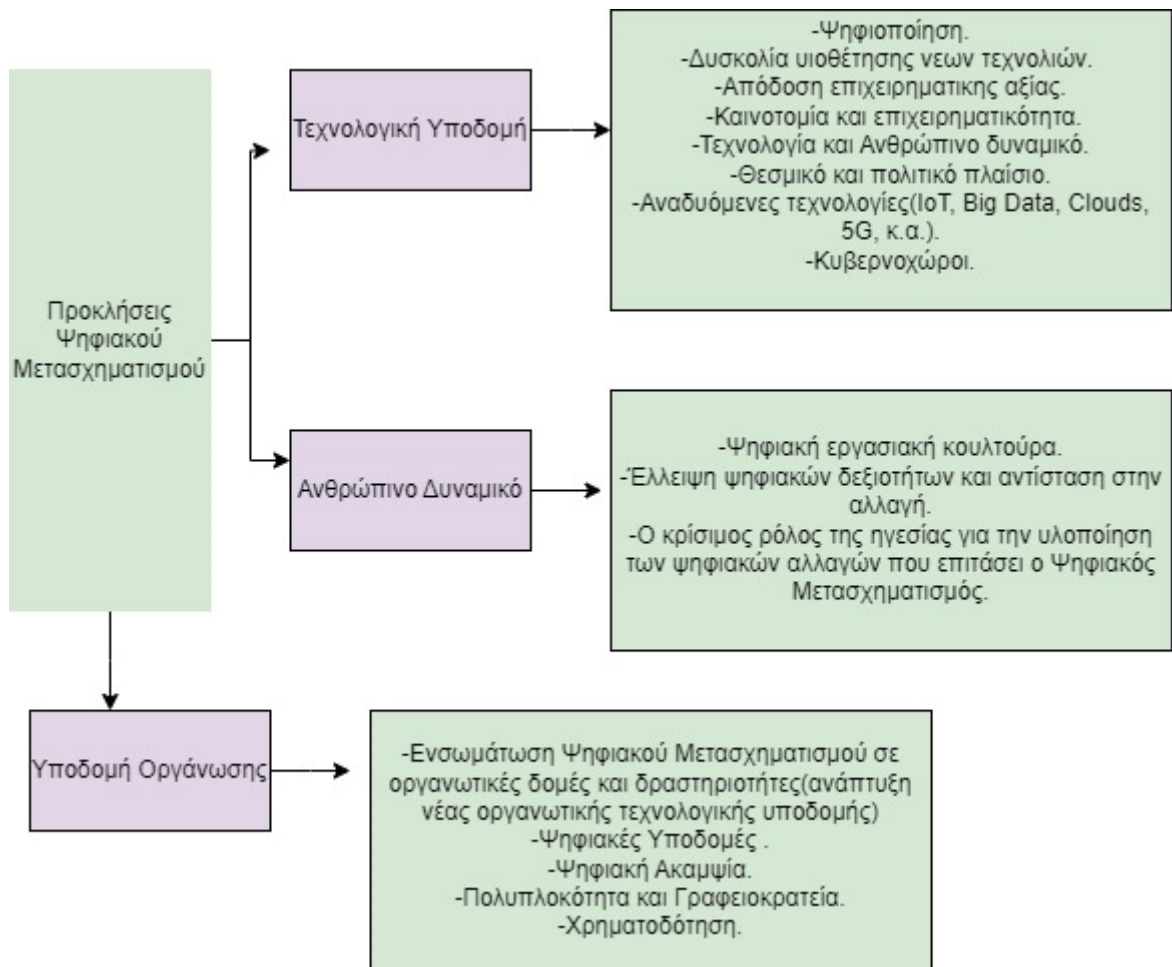 Προκλήσεις
Ψηφιακού
Μετασχηματισμού
Τεχνολογική Υποδομή
-Ψηφιοποίηση.
-Δυσκολία υιοθέτησης νεων τεχνολιών.
-Απόδοση επιχειρηματικης αξίας.
-Καινοτομία και επιχειρηματικότητα.
-Τεχνολογία και Ανθρώπινο δυναμικό.
-Θεσμικό και πολιτικό πλαίσιο.
-Αναδυόμενες τεχνολογίες(IoT, Big Data, Clouds,
5G, κ.α.).
-Κυβερνοχώροι.
Ανθρώπινο Δυναμικό
-Ψηφιακή εργασιακή κουλτούρα.
-Έλλειψη ψηφιακών δεξιοτήτων και αντίσταση στην
αλλαγή.
-Ο κρίσιμος ρόλος της ηγεσίας για την υλοποίηση
των ψηφιακών αλλαγών που επιτάσει ο Ψηφιακός
Μετασχηματισμός.
Υποδομή Οργάνωσης
-Ενσωμάτωση Ψηφιακού Μετασχηματισμού σε
οργανωτικές δομές και δραστηριοτήτες(ανάπτυξη
νέας οργανωτικής τεχνολογικής υποδομής)
-Ψηφιακές Υποδομές .
-Ψηφιακή Ακαμψία.
-Πολυπλοκότητα και Γραφειοκρατεία.
-Χρηματοδότηση.